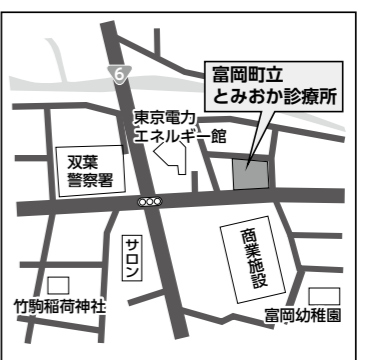 6
富岡町立
とみおか診療所
東京電力
エネルギー館
双葉
警察署
サロン
商業施設
竹駒稲荷神社
富岡幼稚園